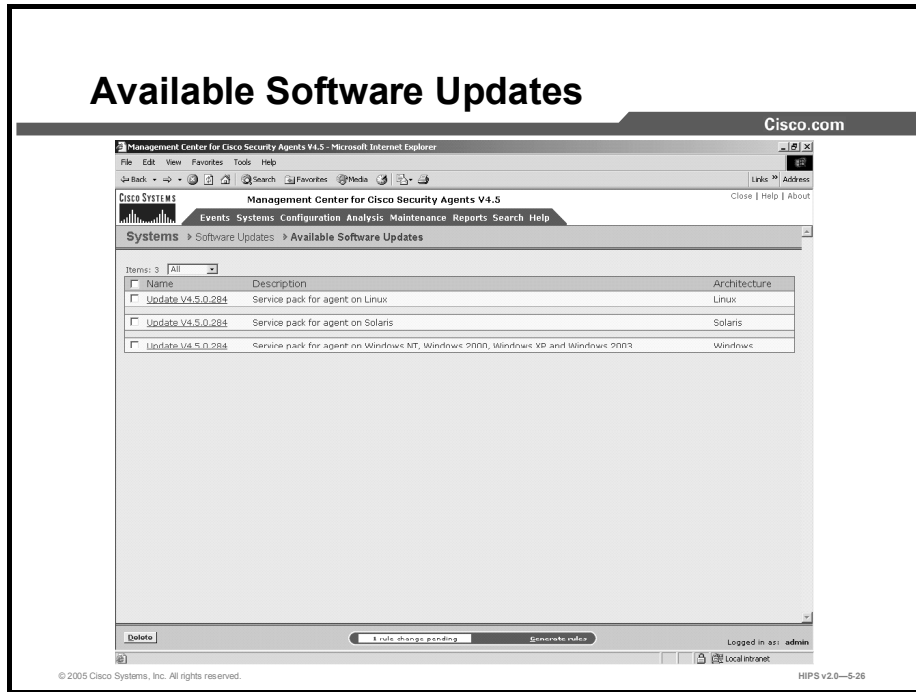 Available Software Updates
Cisco.com
Management Center for Cisco Security Agents V4.5 - Microsoft Internet Explorer
File Edit View Favorites Tools Help
Back Search Favorites Media Links » Address
CISCO SYSTEMS
Management Center for Cisco Security Agents V4.5
Close | Help | About
Events Systems Configuration Analysis Maintenance Reports Search Help
Systems Software Updates Available Software Updates
Items: 3 All
Name Description Architecture
Update V4.5.0.284 Service pack for agent on Linux Linux
Update V4.5.0.284 Service pack for agent on Solaris Solaris
Update V4.5.0.284 Service pack for agent on Windows NT, Windows 2000, Windows XP and Windows 2003 Windows
Delete
1 rule change pending Generate rules
Logged in as: admin
Local intranet
© 2005 Cisco Systems, Inc. All rights reserved.
HIPS v2.0—5-26